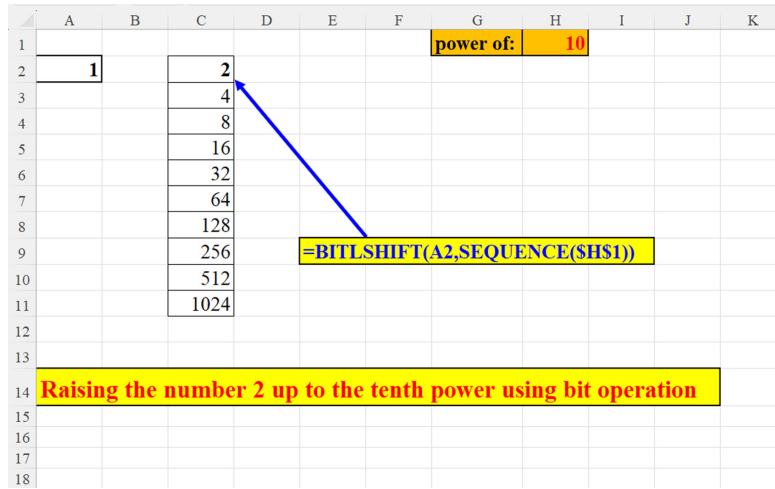 A B C D E F G H I J K
1 power of: 10
2 1 2
3 4
4 8
5 16
6 32
7 64
8 128
9 256 =BITLSHIFT(A2,SEQUENCE($H$1))
10 512
11 1024
12
13
14 Raising the number 2 up to the tenth power using bit operation
15
16
17
18